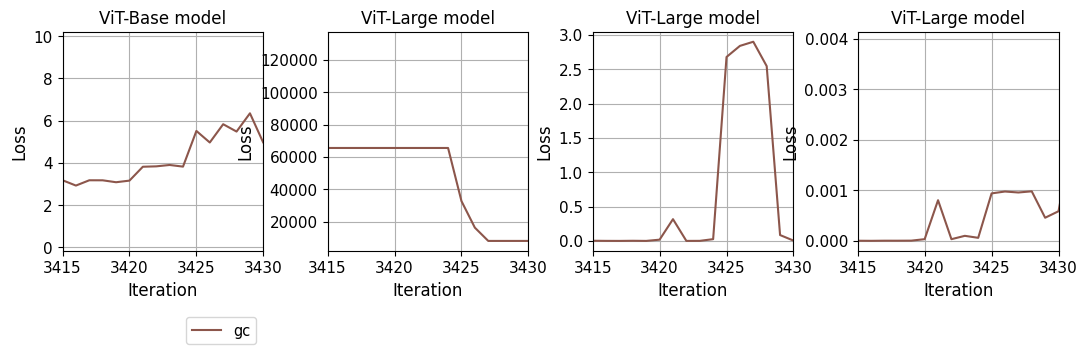 ViT-Base model
Loss
10
8
6
4
2
0
3415 3420 3425 3430
Iteration
ViT-Large model
Loss
120000
100000
80000
60000
40000
20000
3415 3420 3425 3430
Iteration
ViT-Large model
Loss
3.0
2.5
2.0
1.5
1.0
0.5
0.0
3415 3420 3425 3430
Iteration
ViT-Large model
Loss
0.004
0.003
0.002
0.001
0.000
3415 3420 3425 3430
Iteration
gc